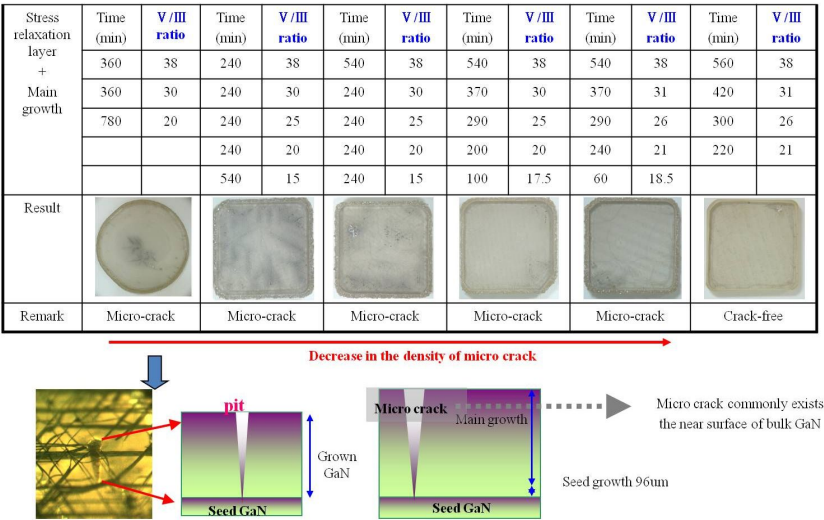 Stress relaxation layer + Main growth
Time (min) Ⅴ/Ⅲ ratio Time (min) Ⅴ/Ⅲ ratio Time (min) Ⅴ/Ⅲ ratio Time (min) Ⅴ/Ⅲ ratio Time (min) Ⅴ/Ⅲ ratio Time (min) Ⅴ/Ⅲ ratio
360 38 240 38 540 38 540 38 540 38 560 38
360 30 240 30 240 30 370 30 370 31 420 31
780 20 240 25 240 25 290 25 290 26 300 26
240 20 240 20 200 20 240 21 220 21
540 15 240 15 100 17.5 60 18.5
Result
Remark Micro-crack Micro-crack Micro-crack Micro-crack Micro-crack Crack-free
Decrease in the density of micro crack
pit
Grown
GaN
Seed GaN
Micro crack
Main growth
Seed GaN
Micro crack commonly exists
the near surface of bulk GaN
Seed growth 96um